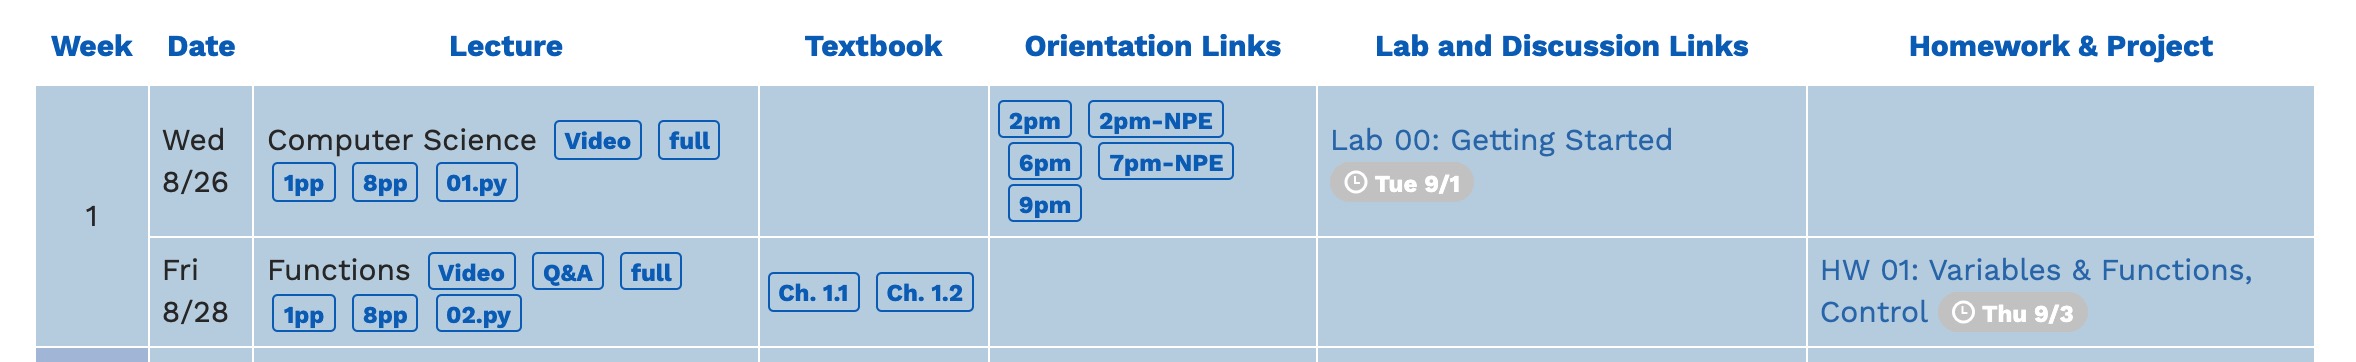 Week Date Lecture Textbook Orientation Links Lab and Discussion Links Homework & Project
1
Wed
8/26
Computer Science Video full
1pp 8pp 01.py
2pm 2pm-NPE
6pm 7pm-NPE
9pm
Lab 00: Getting Started
Tue 9/1
Fri
8/28
Functions Video Q&A full
1pp 8pp 02.py
Ch. 1.1 Ch. 1.2
HW 01: Variables & Functions,
Control Thu 9/3